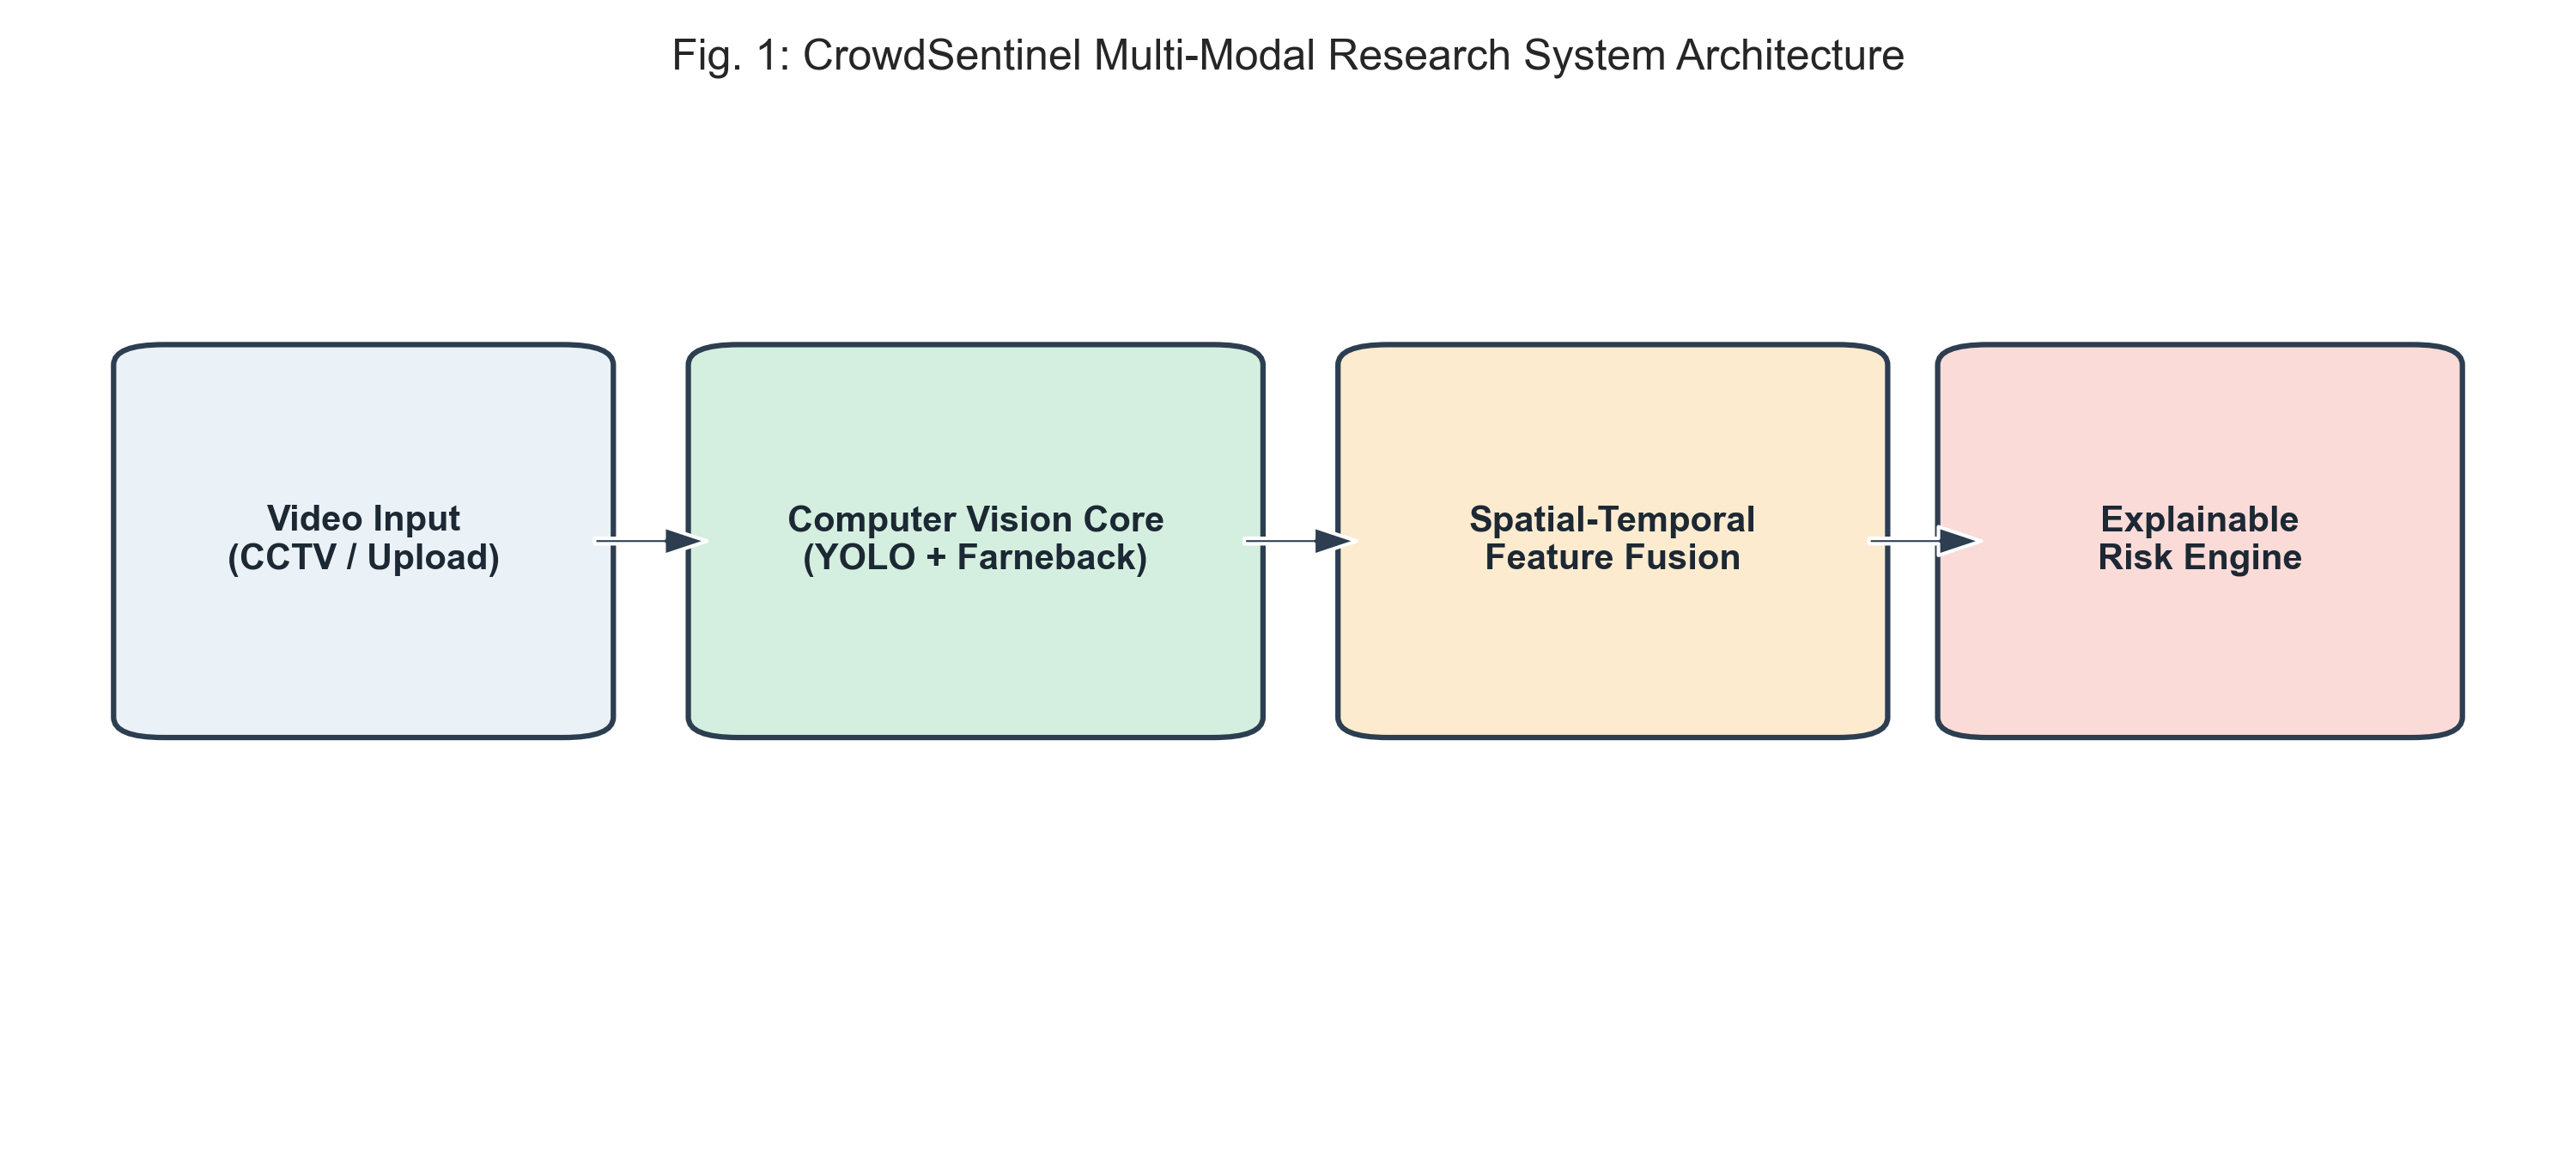 Fig. 1: CrowdSentinel Multi-Modal Research System Architecture
Video Input
(CCTV / Upload)
Computer Vision Core
(YOLO + Farneback)
Spatial-Temporal
Feature Fusion
Explainable
Risk Engine